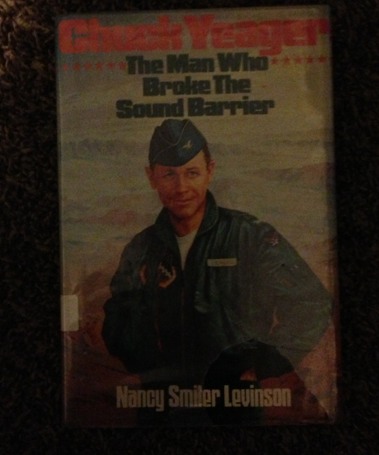 Chuck Yeager
The Man Who
Broke The
Sound Barrier
Nancy Smiler Levinson